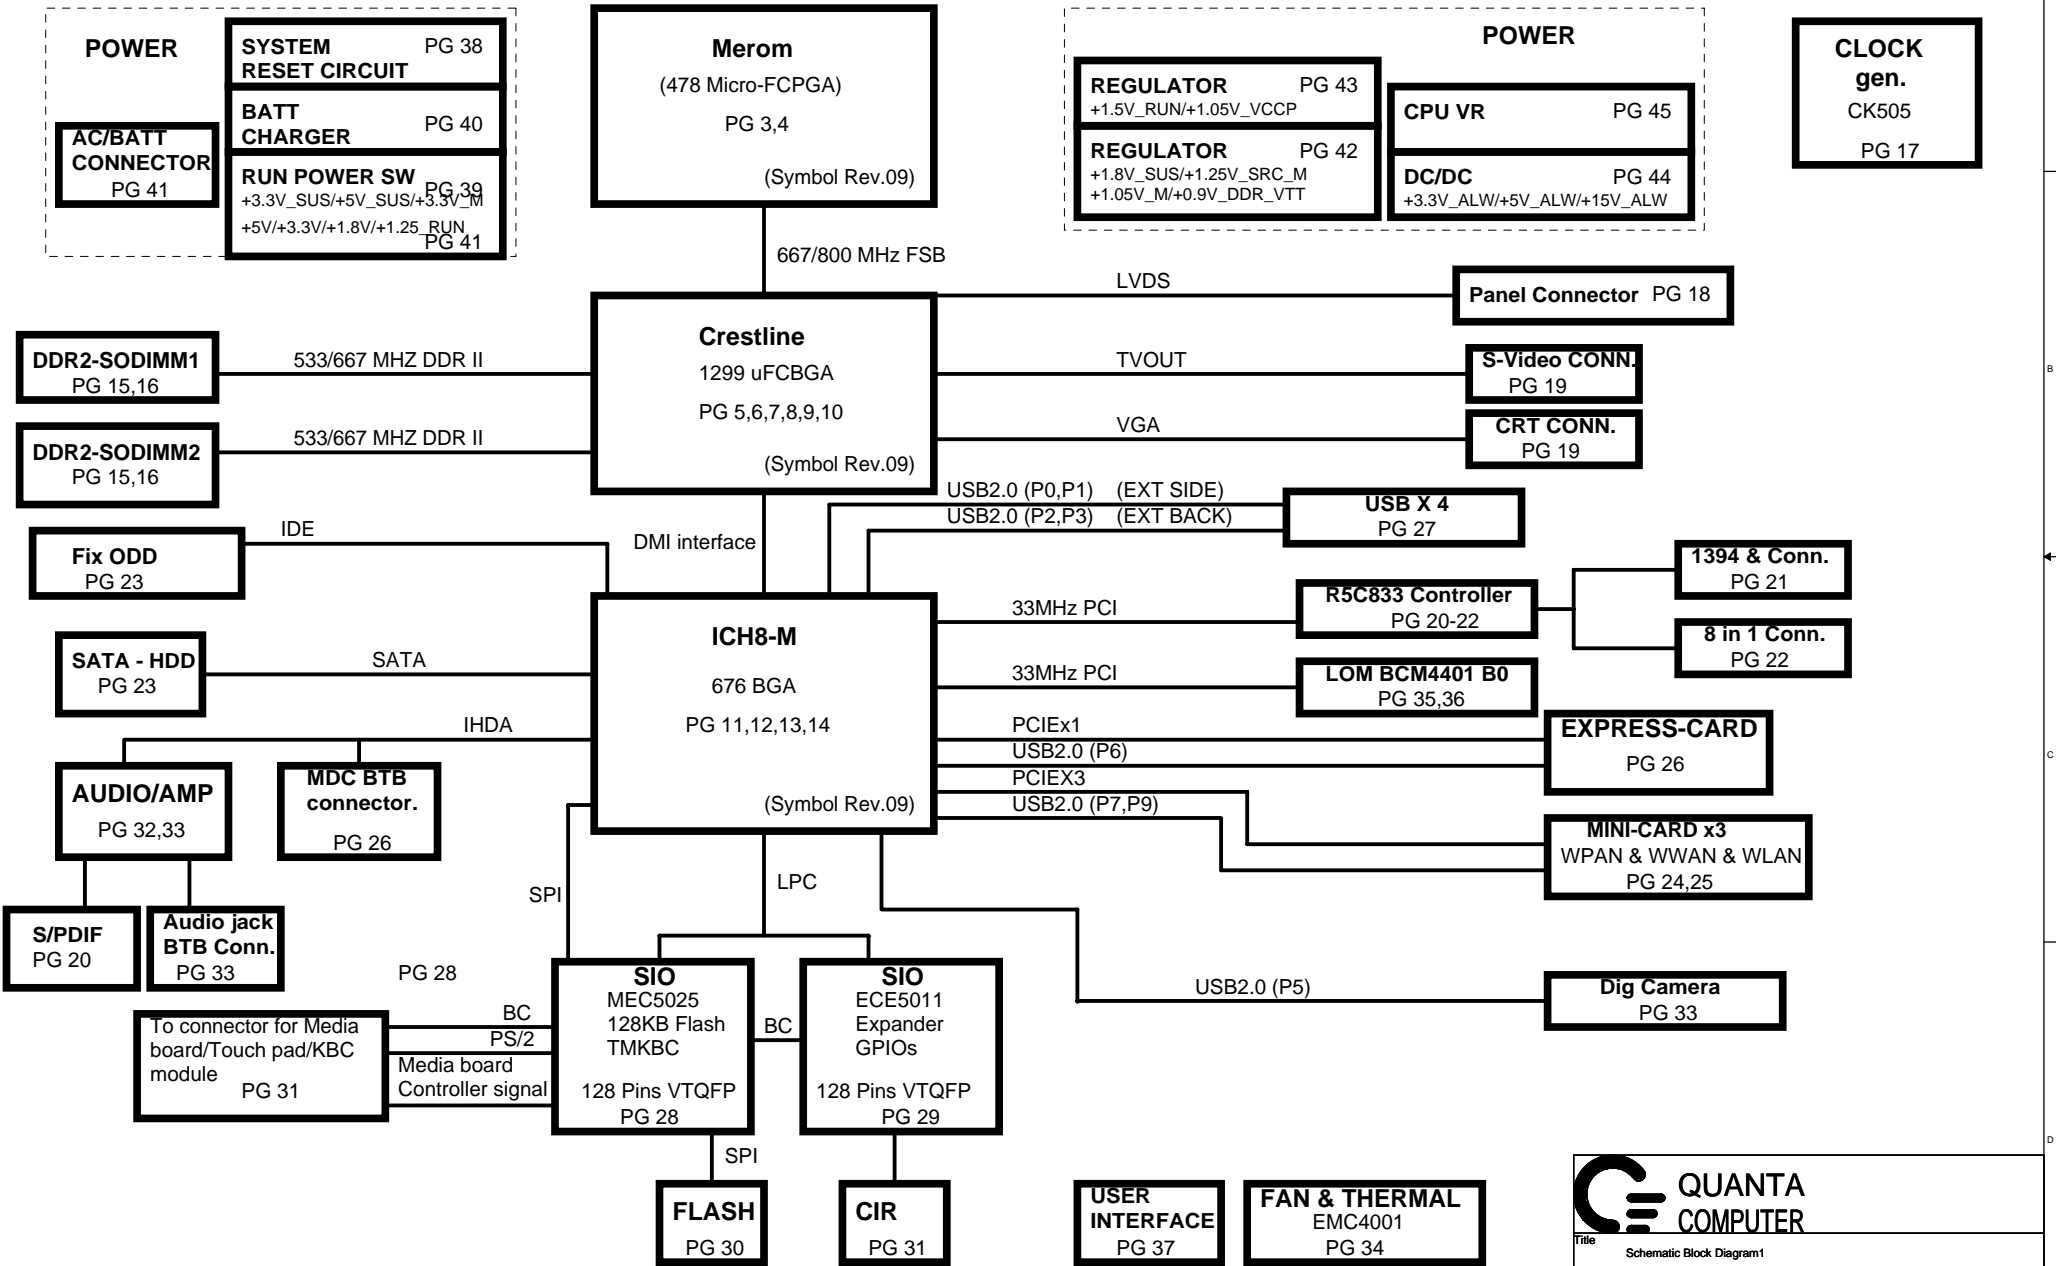 POWER
SYSTEM PG 38
RESET CIRCUIT
BATT
CHARGER PG 40
AC/BATT
CONNECTOR
PG 41
RUN POWER SW PG 39
+3.3V_SUS/+5V_SUS/+3.3V_M
+5V/+3.3V/+1.8V/+1.25_RUN
PG 41
Merom
(478 Micro-FCPGA)
PG 3,4
(Symbol Rev.09)
POWER
REGULATOR PG 43
+1.5V_RUN/+1.05V_VCCP
REGULATOR PG 42
+1.8V_SUS/+1.25V_SRC_M
+1.05V_M/+0.9V_DDR_VTT
CPU VR PG 45
DC/DC PG 44
+3.3V_ALW/+5V_ALW/+15V_ALW
CLOCK
gen.
CK505
PG 17
667/800 MHz FSB
LVDS
Panel Connector PG 18
Crestline
1299 uFCBGA
PG 5,6,7,8,9,10
(Symbol Rev.09)
DDR2-SODIMM1
PG 15,16
533/667 MHZ DDR II
DDR2-SODIMM2
PG 15,16
533/667 MHZ DDR II
TVOUT
S-Video CONN.
PG 19
VGA
CRT CONN.
PG 19
B
USB2.0 (P0,P1) (EXT SIDE)
USB2.0 (P2,P3) (EXT BACK)
USB X 4
PG 27
IDE
Fix ODD
PG 23
DMI interface
1394 & Conn.
PG 21
33MHz PCI
R5C833 Controller
PG 20-22
8 in 1 Conn.
PG 22
ICH8-M
676 BGA
PG 11,12,13,14
(Symbol Rev.09)
SATA - HDD
PG 23
SATA
33MHz PCI
LOM BCM4401 B0
PG 35,36
IHDA
PCIEx1
USB2.0 (P6)
EXPRESS-CARD
PG 26
C
PCIEX3
USB2.0 (P7,P9)
MINI-CARD x3
WPAN & WWAN & WLAN
PG 24,25
AUDIO/AMP
PG 32,33
MDC BTB
connector.
PG 26
SPI
LPC
S/PDIF
PG 20
Audio jack
BTB Conn.
PG 33
PG 28
SIO
MEC5025
128KB Flash
TMKBC
128 Pins VTQFP
PG 28
BC
SIO
ECE5011
Expander
GPIOs
128 Pins VTQFP
PG 29
USB2.0 (P5)
Dig Camera
PG 33
To connector for Media
board/Touch pad/KBC
module
PG 31
BC
PS/2
Media board
Controller signal
D
SPI
FLASH
PG 30
CIR
PG 31
USER
INTERFACE
PG 37
FAN & THERMAL
EMC4001
PG 34
QUANTA
COMPUTER
Title
Schematic Block Diagram1